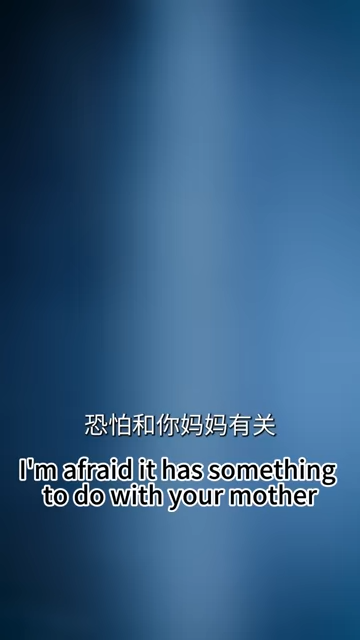 恐怕和你妈妈有关
I'm afraid it has something
to do with your mother